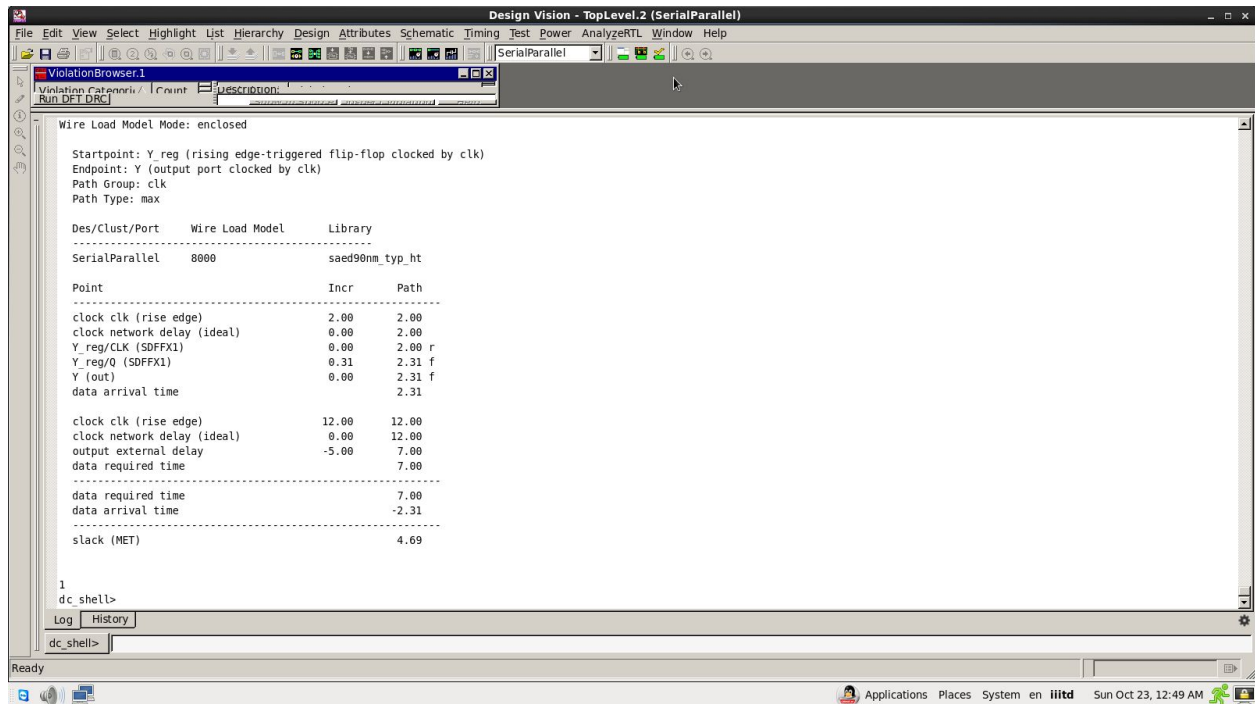 Design Vision - TopLevel.2 (SerialParallel)
File Edit View Select Highlight List Hierarchy Design Attributes Schematic Timing Test Power AnalyzeRTL Window Help
SerialParallel
ViolationBrowser.1
Violation Categori Count Description:
Run DFT DRC
Wire Load Model Mode: enclosed
Startpoint: Y_reg (rising edge-triggered flip-flop clocked by clk)
Endpoint: Y (output port clocked by clk)
Path Group: clk
Path Type: max
Des/Clust/Port Wire Load Model Library
------------------------------------------------
SerialParallel 8000 saed90nm_typ_ht
Point Incr Path
-----------------------------------------------------------
clock clk (rise edge) 2.00 2.00
clock network delay (ideal) 0.00 2.00
Y_reg/CLK (SDFFX1) 0.00 2.00 r
Y_reg/Q (SDFFX1) 0.31 2.31 f
Y (out) 0.00 2.31 f
data arrival time 2.31
clock clk (rise edge) 12.00 12.00
clock network delay (ideal) 0.00 12.00
output external delay -5.00 7.00
data required time 7.00
-----------------------------------------------------------
data required time 7.00
data arrival time -2.31
-----------------------------------------------------------
slack (MET) 4.69
1
dc_shell>
Log History
dc_shell>
Ready
Applications Places System en iiitd Sun Oct 23, 12:49 AM